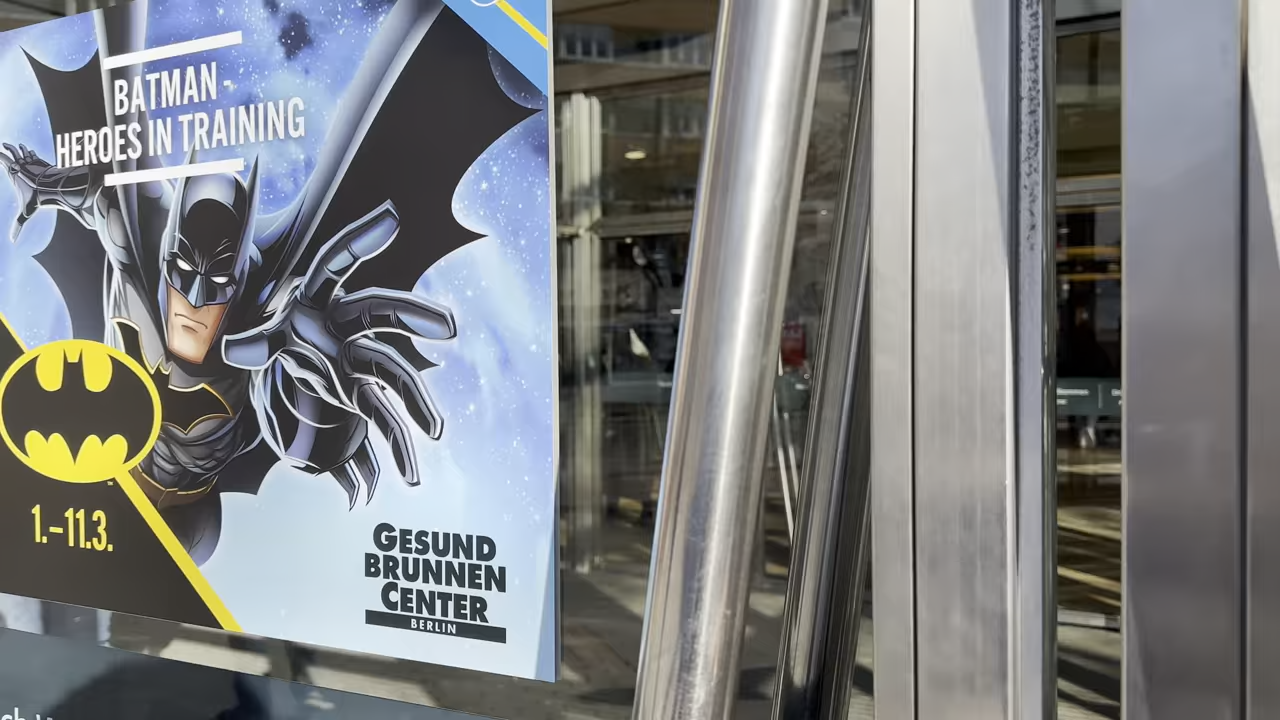 BATMAN -
HEROES IN TRAINING
1.–11.3.
GESUND
BRUNNEN
CENTER
BERLIN